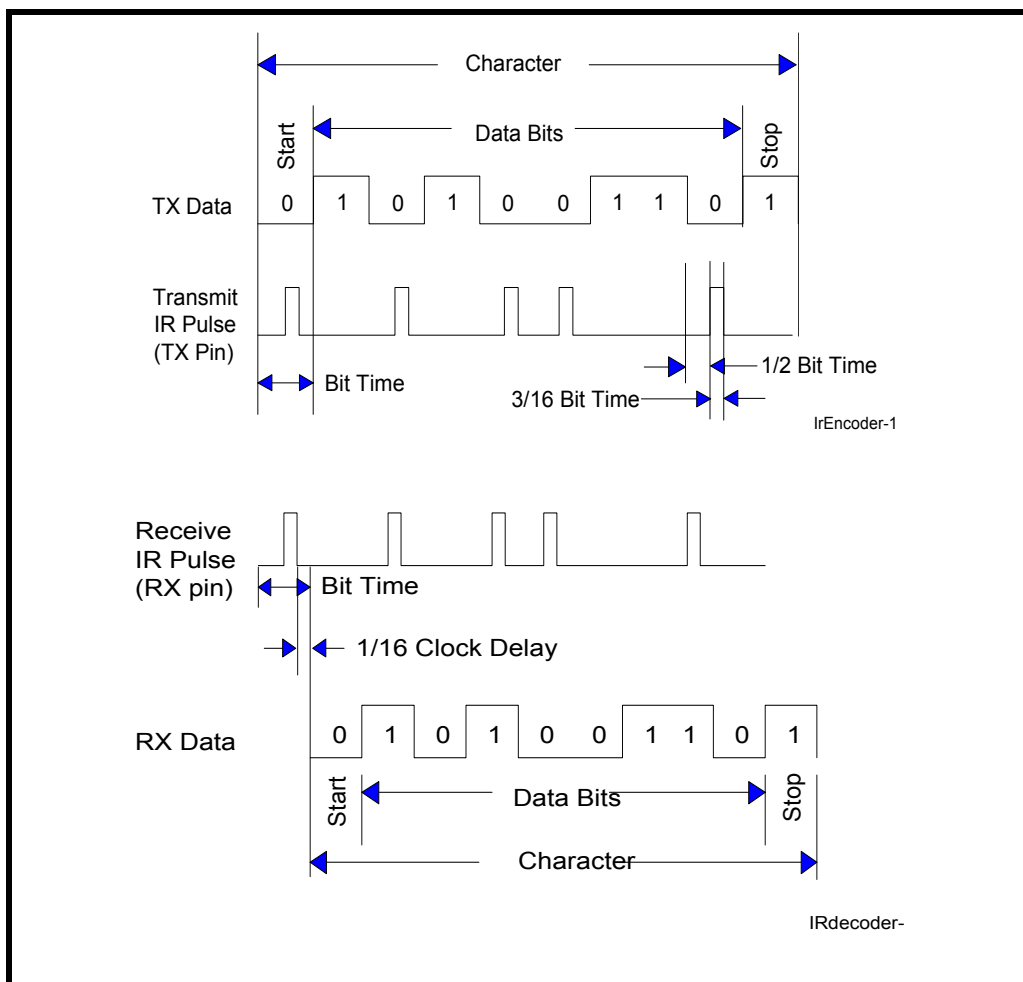 Character
Data Bits
Start
Stop
TX Data
0 1 0 1 0 0 1 1 0 1
Transmit
IR Pulse
(TX Pin)
Bit Time
1/2 Bit Time
3/16 Bit Time
IrEncoder-1
Receive
IR Pulse
(RX pin)
Bit Time
1/16 Clock Delay
RX Data
0 1 0 1 0 0 1 1 0 1
Start
Data Bits
Stop
Character
IRdecoder-